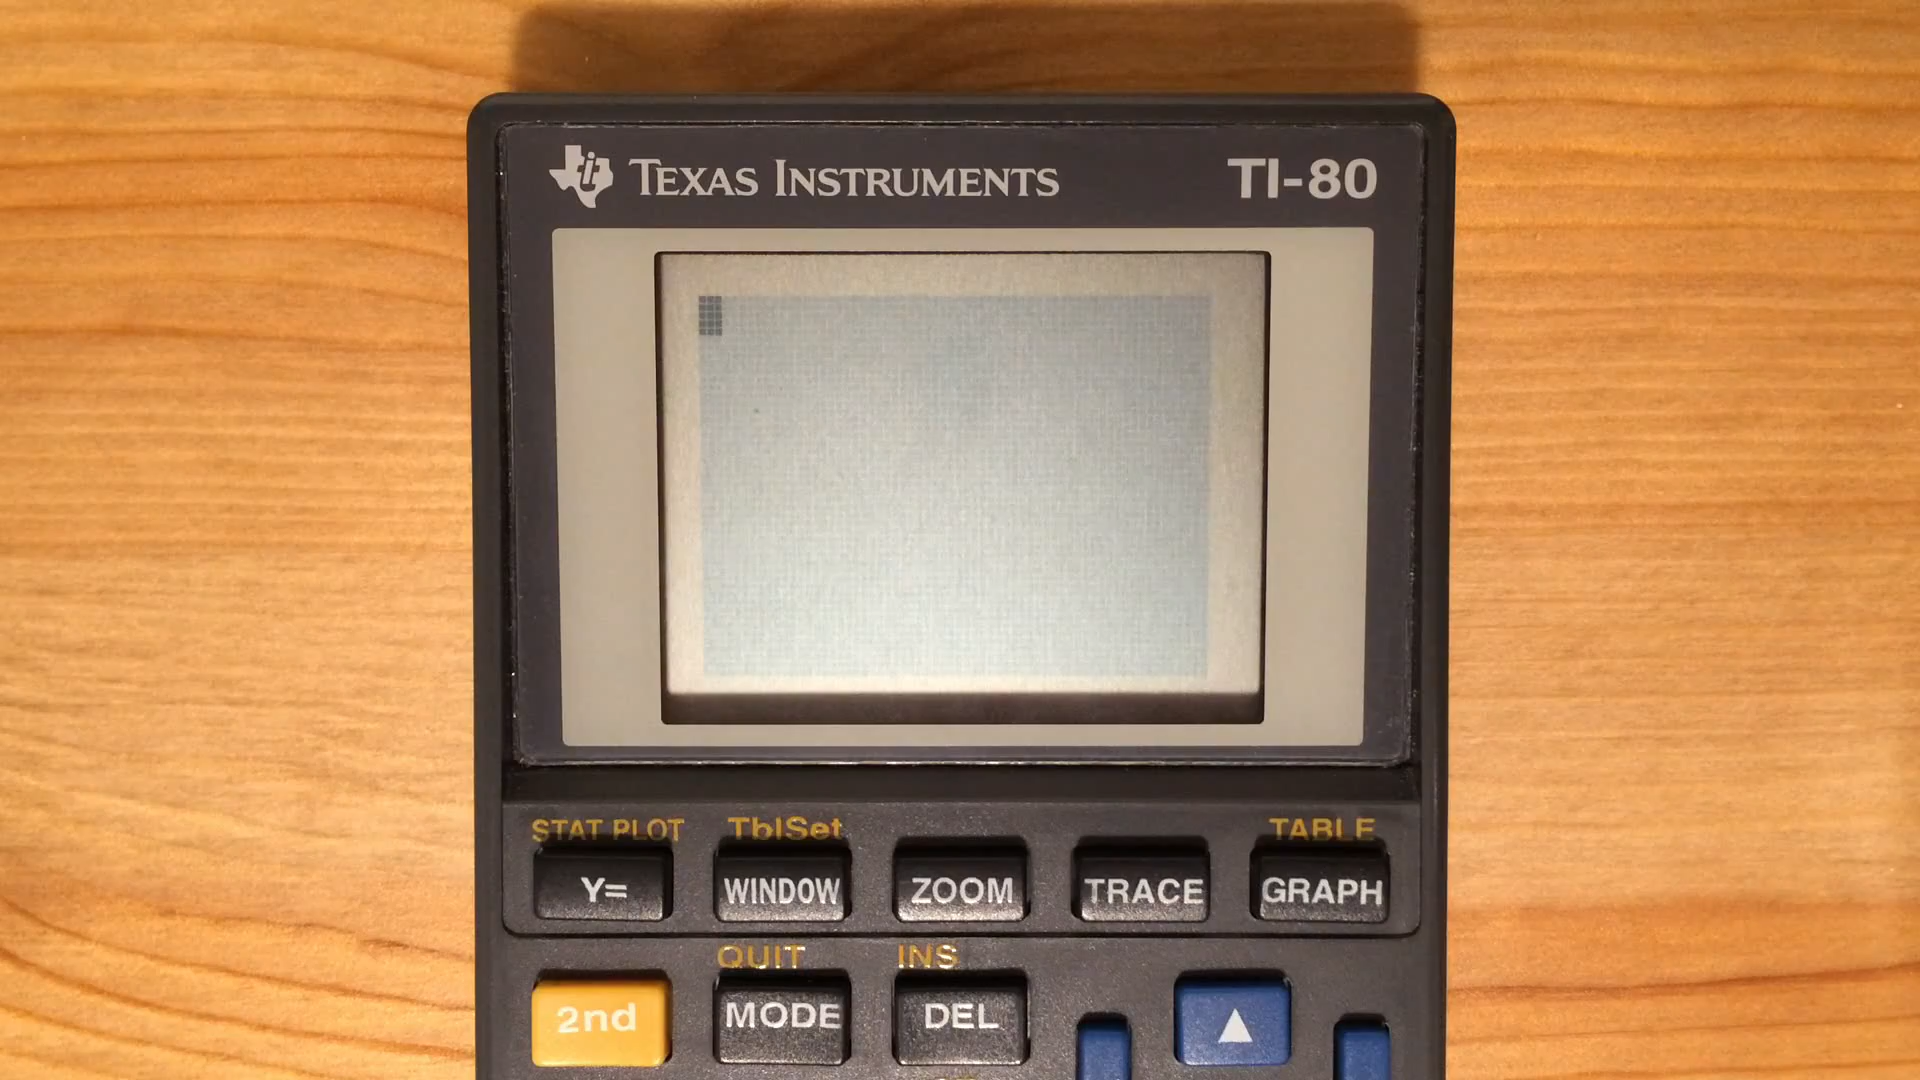 TEXAS INSTRUMENTS TI-80
STAT PLOT TblSet TABLE
Y= WINDOW ZOOM TRACE GRAPH
QUIT INS
2nd MODE DEL